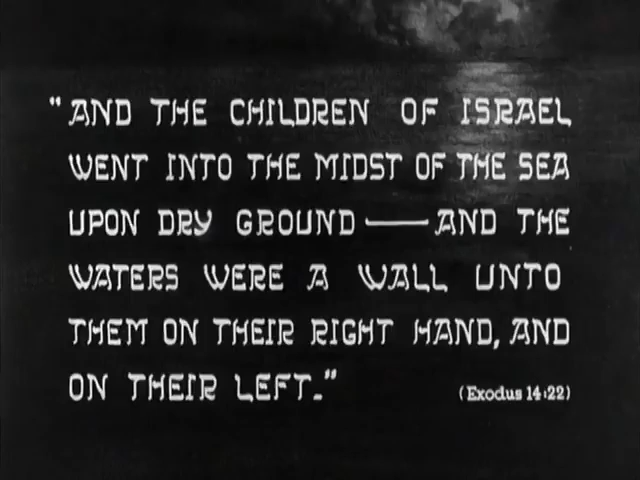 "AND THE CHILDREN OF ISRAEL
WENT INTO THE MIDST OF THE SEA
UPON DRY GROUND — AND THE
WATERS WERE A WALL UNTO
THEM ON THEIR RIGHT HAND, AND
ON THEIR LEFT."
(Exodus 14:22)